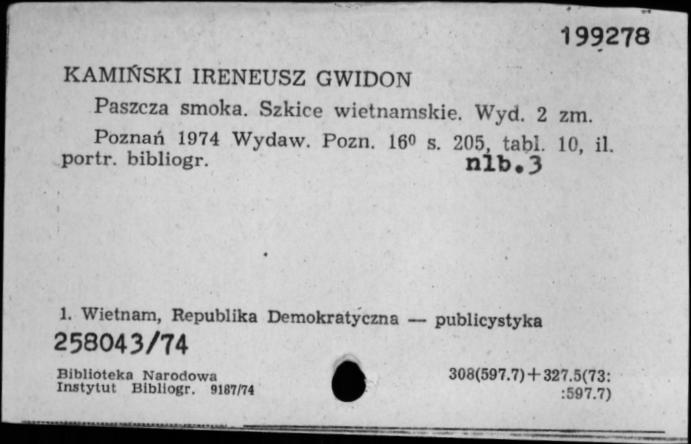 199278
KAMIŃSKI IRENEUSZ GWIDON
Paszcza smoka. Szkice wietnamskie. Wyd. 2 zm.
Poznań 1974 Wydaw. Pozn. 16⁰ s. 205, tabl. 10, il.
portr. bibliogr. nlb.3
1. Wietnam, Republika Demokratyczna — publicystyka
258043/74
Biblioteka Narodowa 308(597.7)+327.5(73:
Instytut Bibliogr. 9187/74 :597.7)